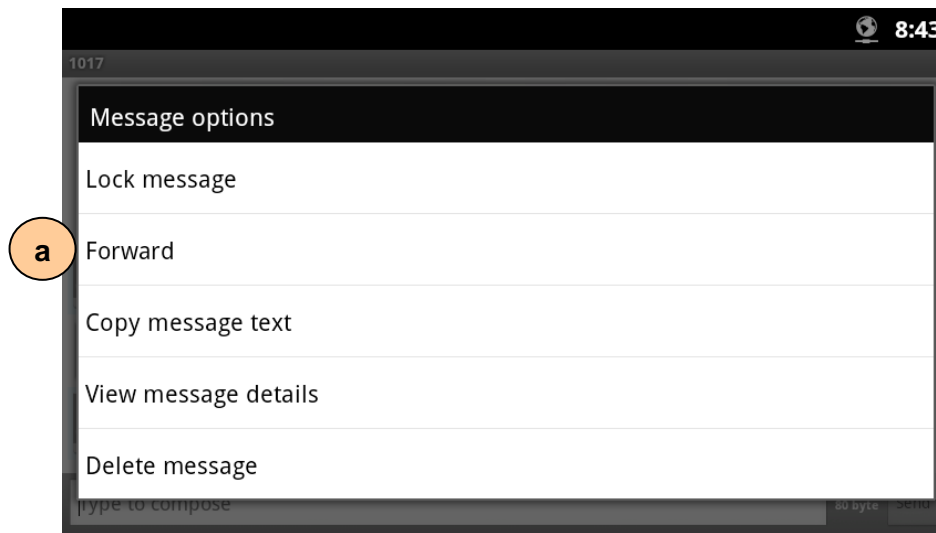 8:43
1017
Message options
Lock message
a
Forward
Copy message text
View message details
Delete message
Type to compose
80 byte
Send